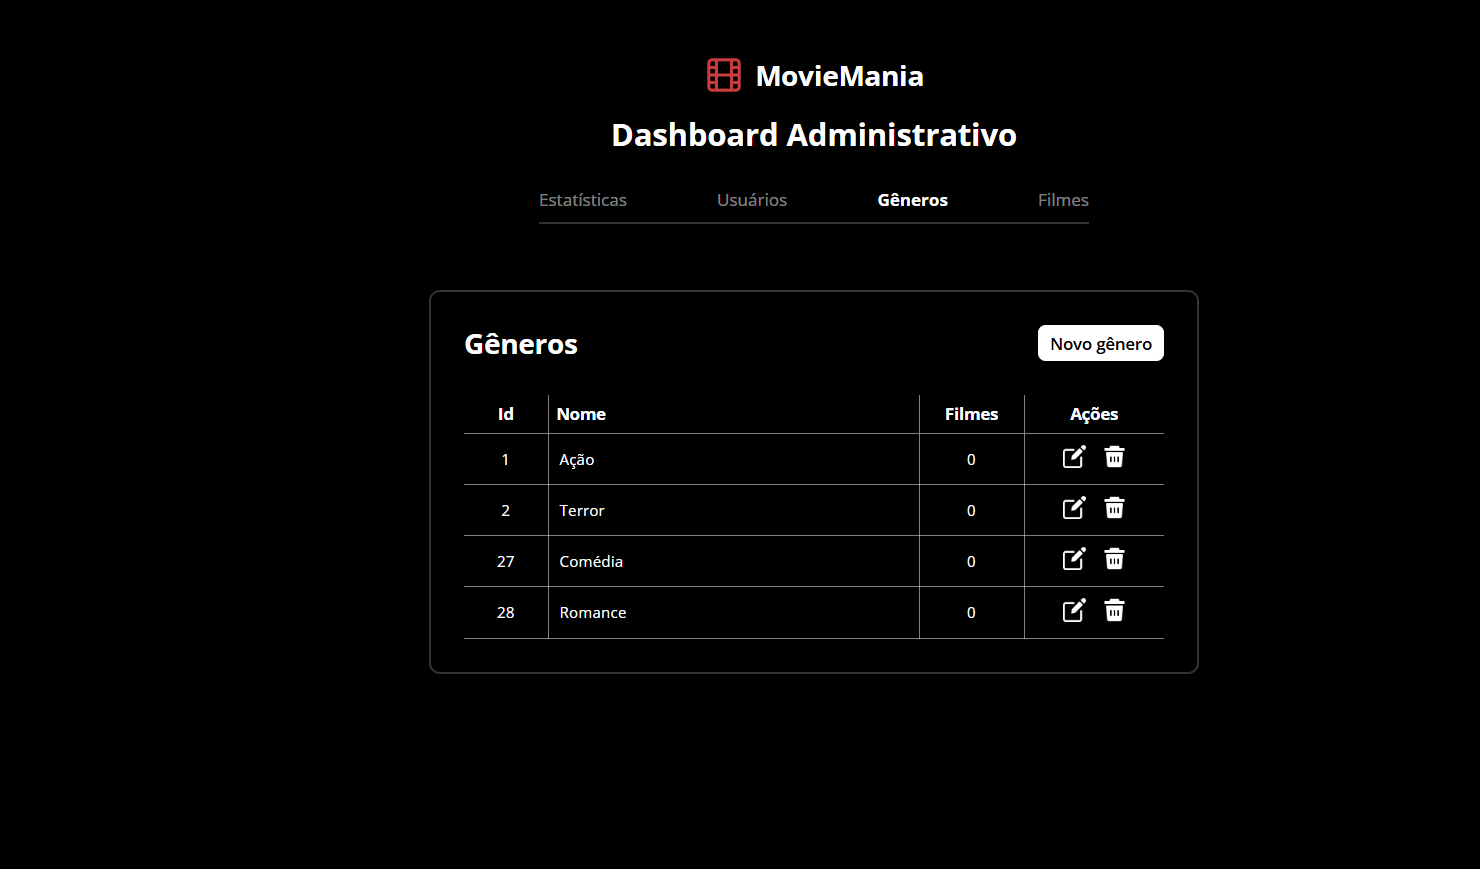 MovieMania
Dashboard Administrativo
Estatísticas Usuários Gêneros Filmes
Gêneros Novo gênero
Id Nome Filmes Ações
1 Ação 0
2 Terror 0
27 Comédia 0
28 Romance 0